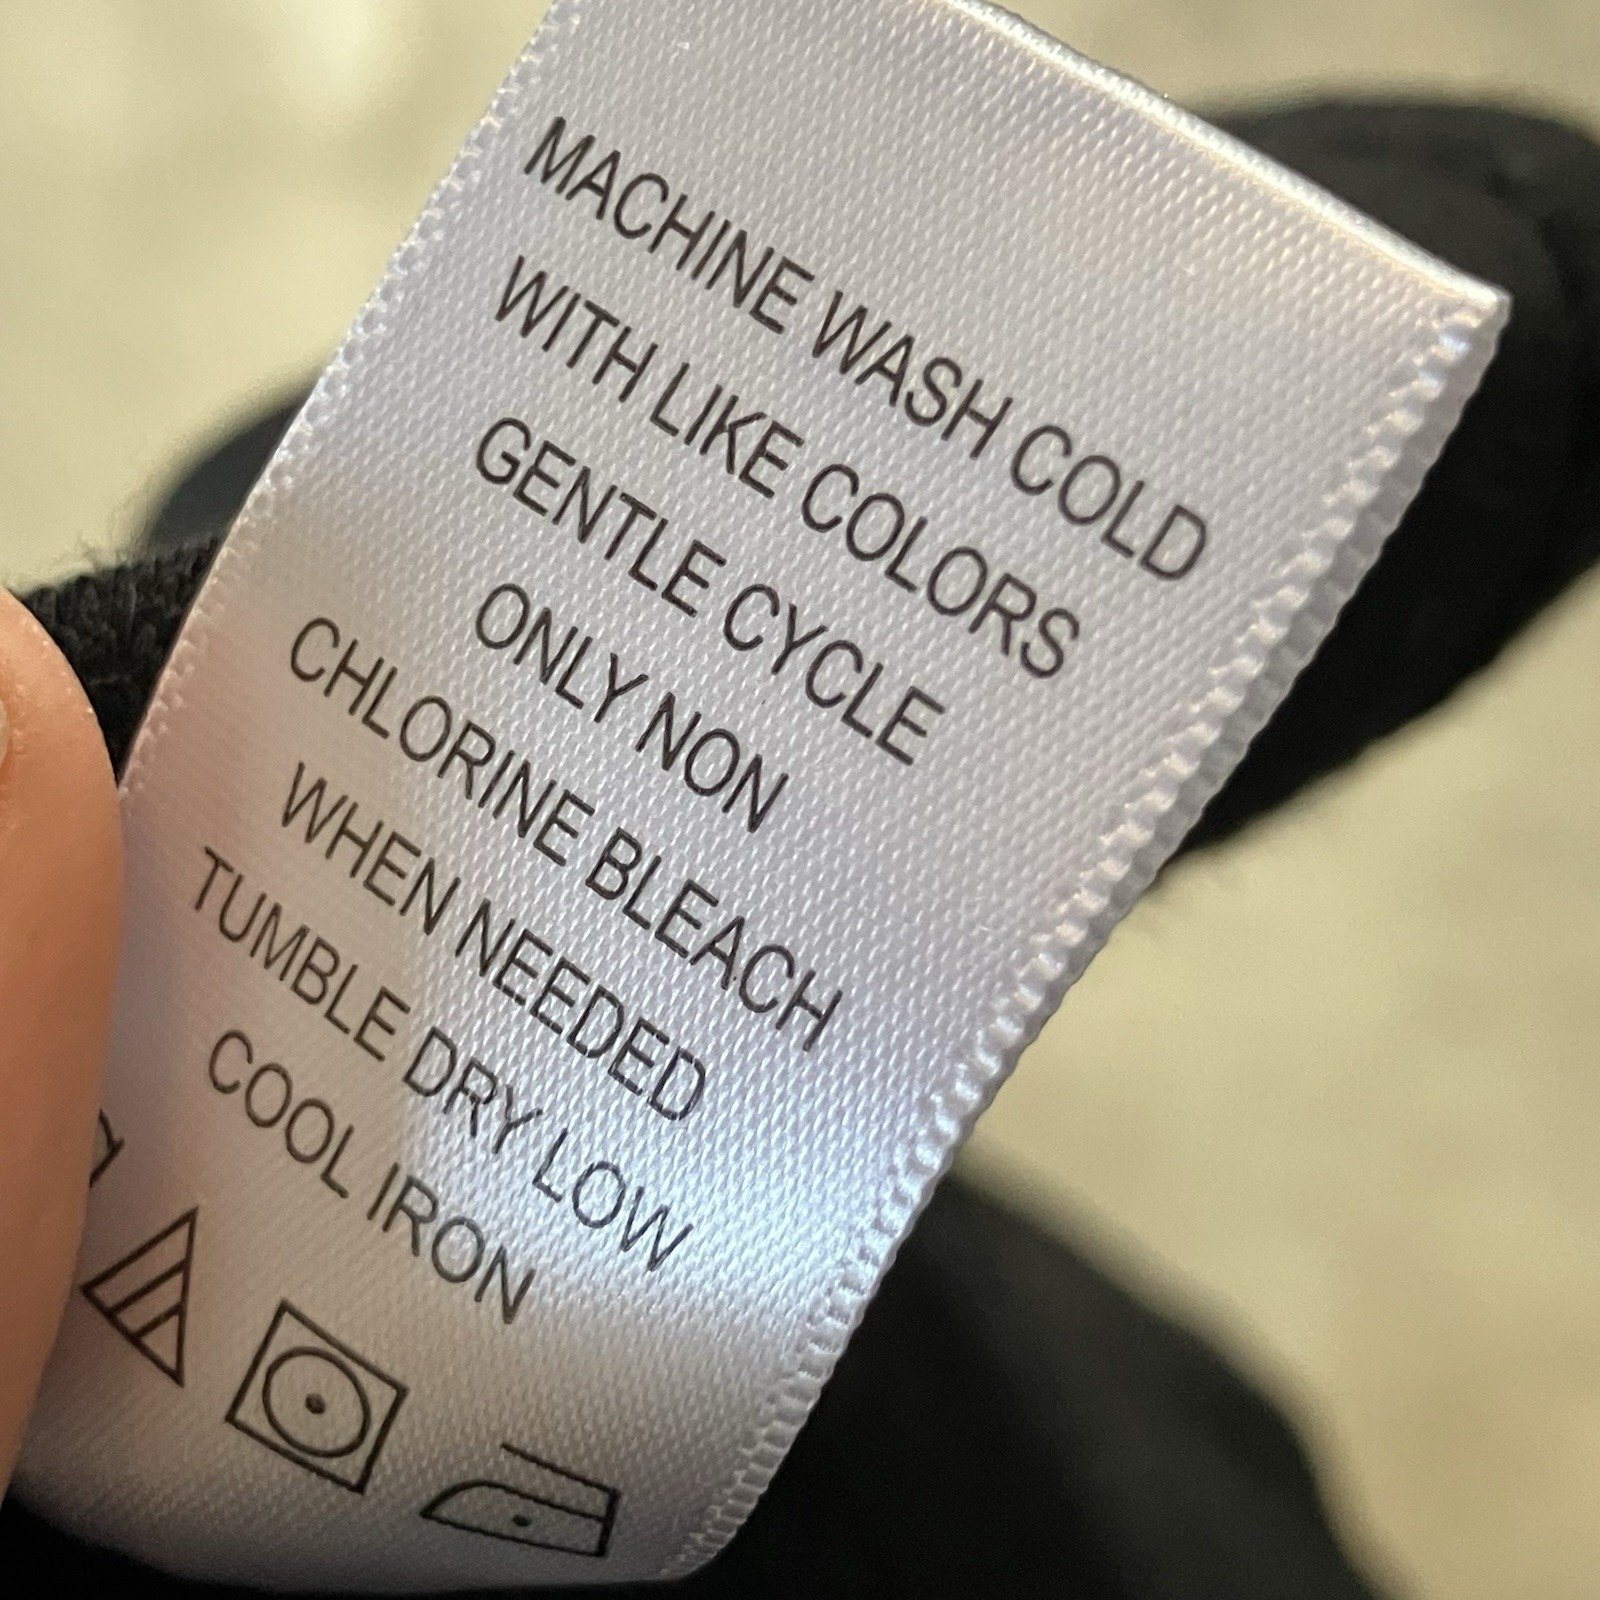 MACHINE WASH COLD
WITH LIKE COLORS
GENTLE CYCLE
ONLY NON
CHLORINE BLEACH
WHEN NEEDED
TUMBLE DRY LOW
COOL IRON